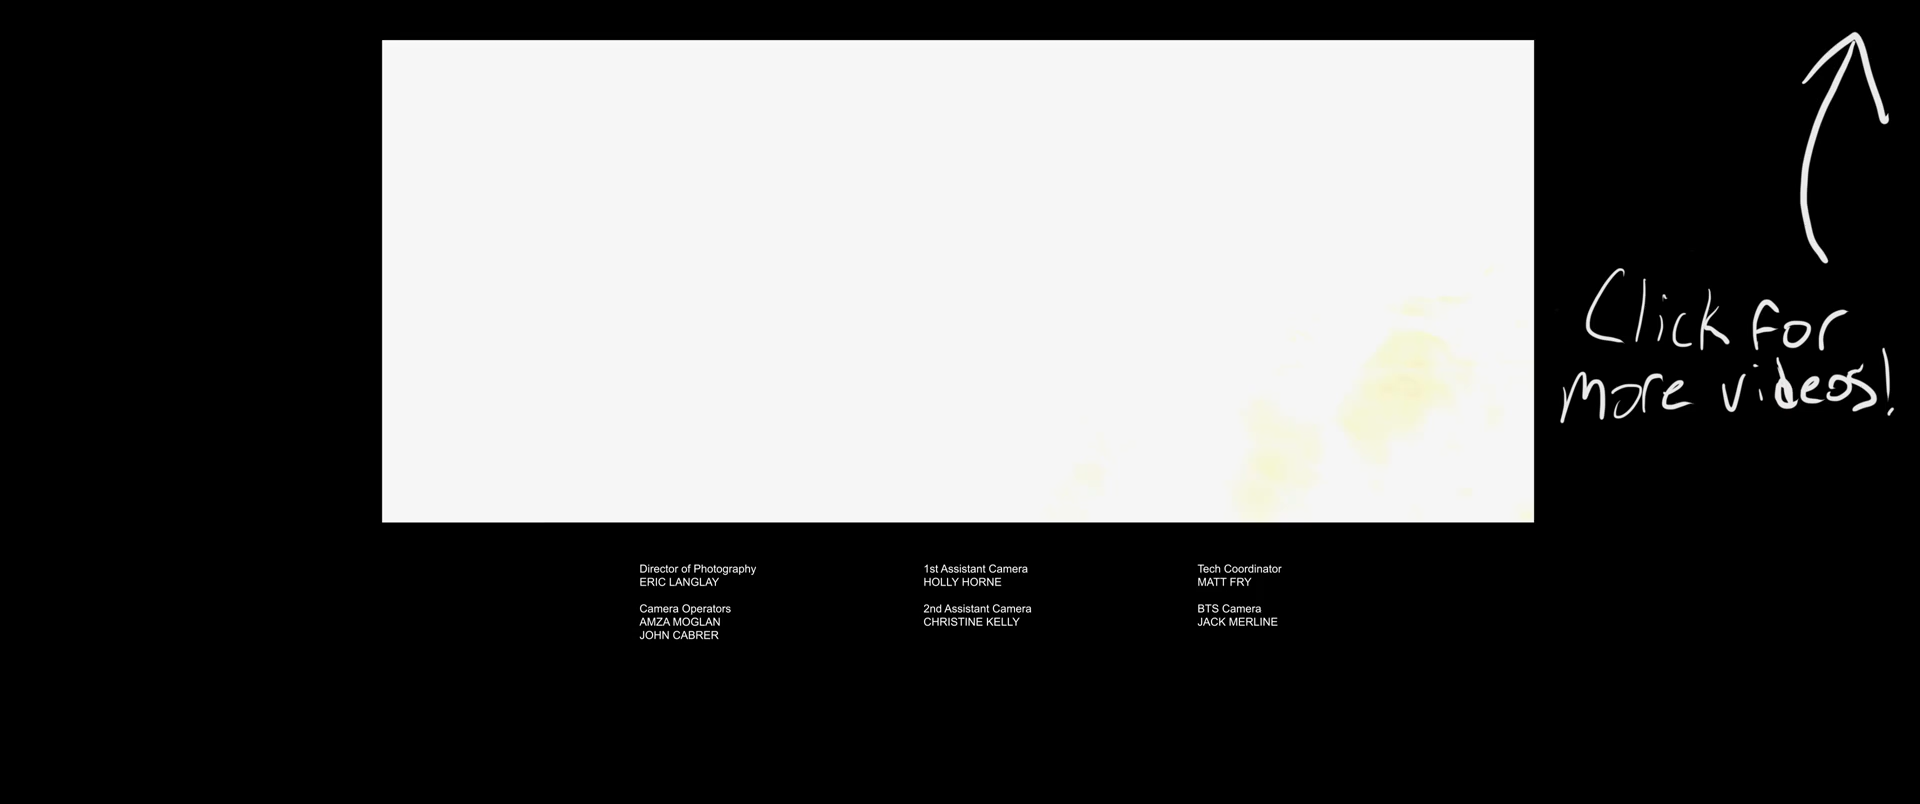 Click for
more videos!
Director of Photography
ERIC LANGLAY
Camera Operators
AMZA MOGLAN
JOHN CABRER
1st Assistant Camera
HOLLY HORNE
2nd Assistant Camera
CHRISTINE KELLY
Tech Coordinator
MATT FRY
BTS Camera
JACK MERLINE